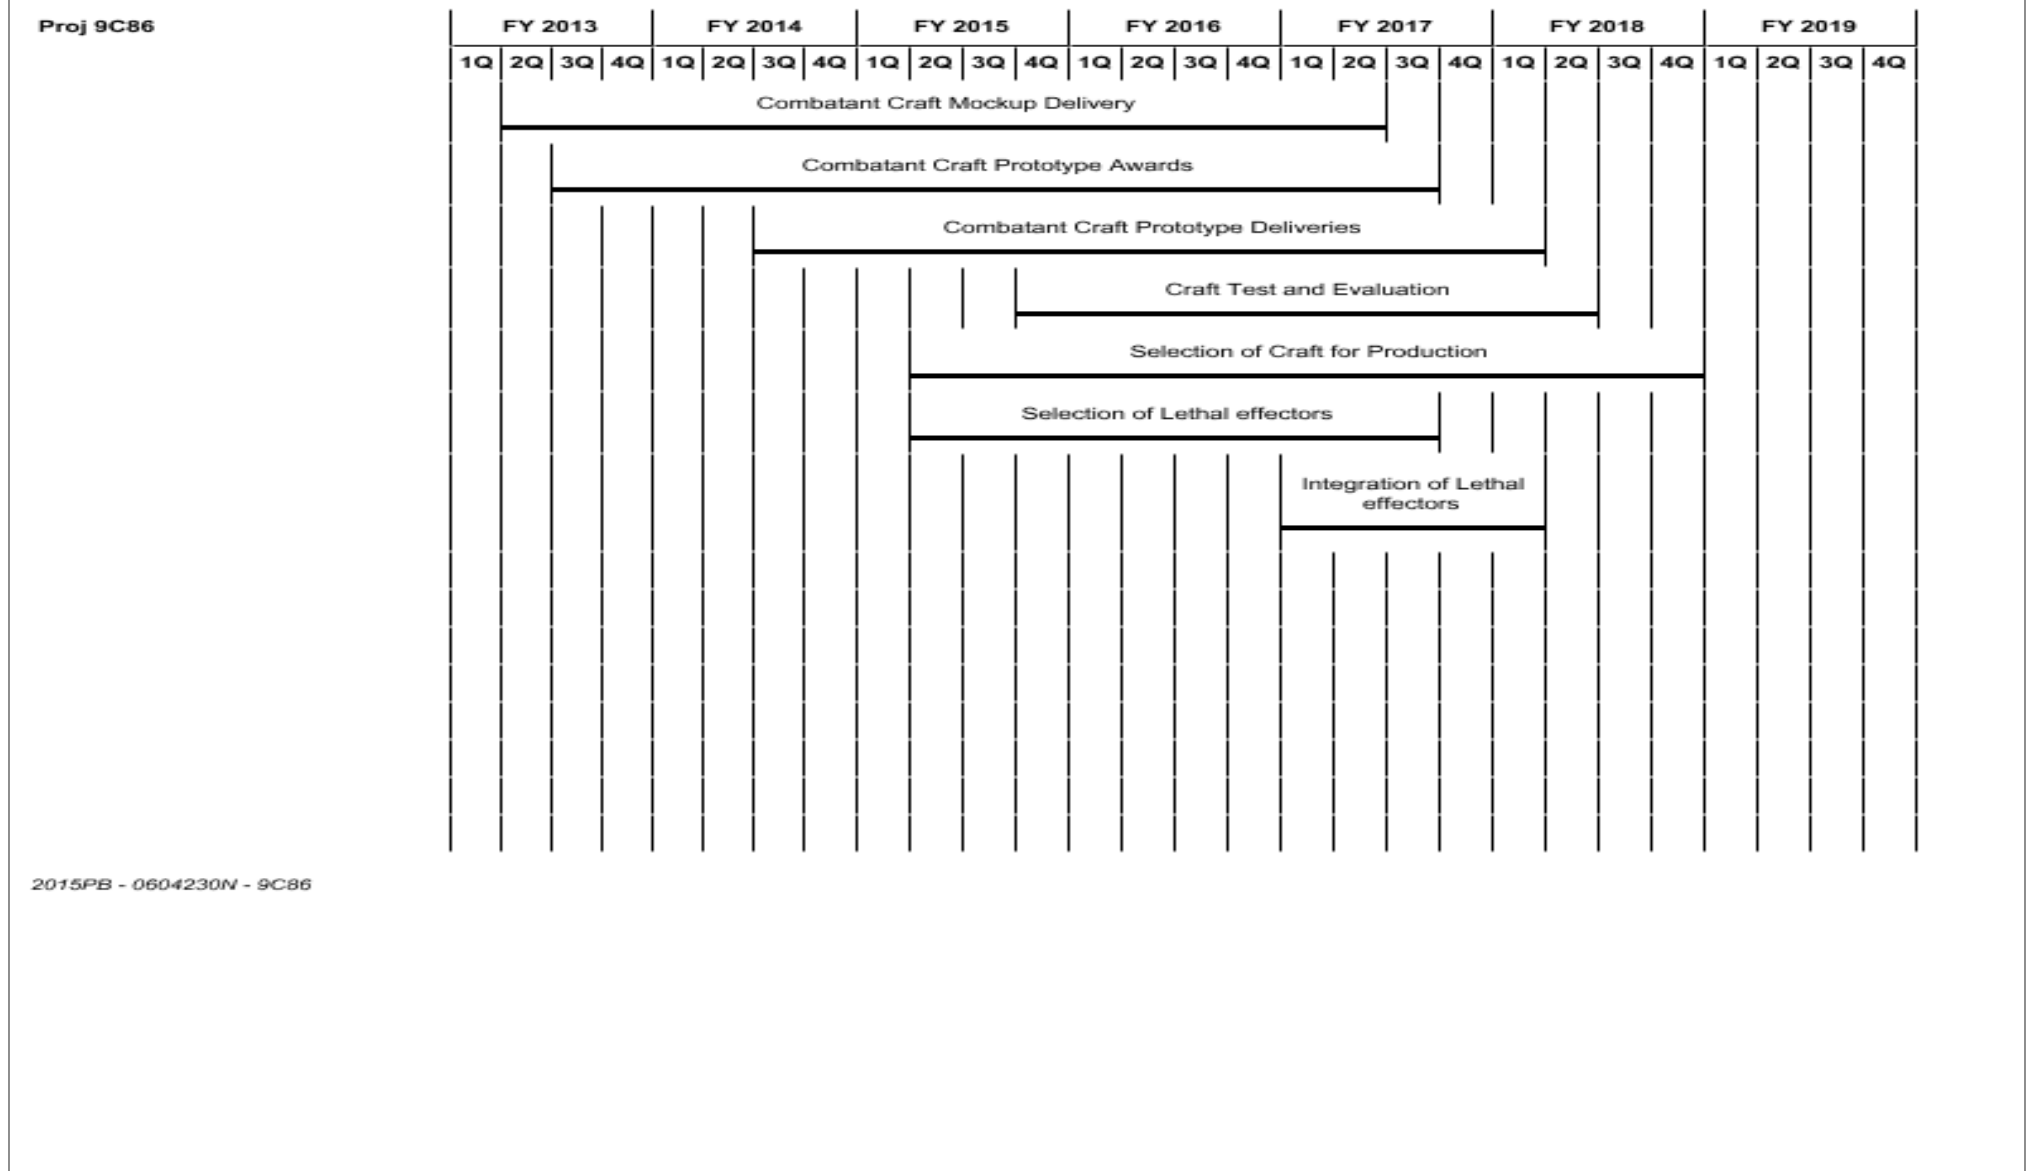 Proj 9C86 FY 2013 FY 2014 FY 2015 FY 2016 FY 2017 FY 2018 FY 2019
1Q 2Q 3Q 4Q 1Q 2Q 3Q 4Q 1Q 2Q 3Q 4Q 1Q 2Q 3Q 4Q 1Q 2Q 3Q 4Q 1Q 2Q 3Q 4Q 1Q 2Q 3Q 4Q
Combatant Craft Mockup Delivery
Combatant Craft Prototype Awards
Combatant Craft Prototype Deliveries
Craft Test and Evaluation
Selection of Craft for Production
Selection of Lethal effectors
Integration of Lethal
effectors
2015PB - 0604230N - 9C86